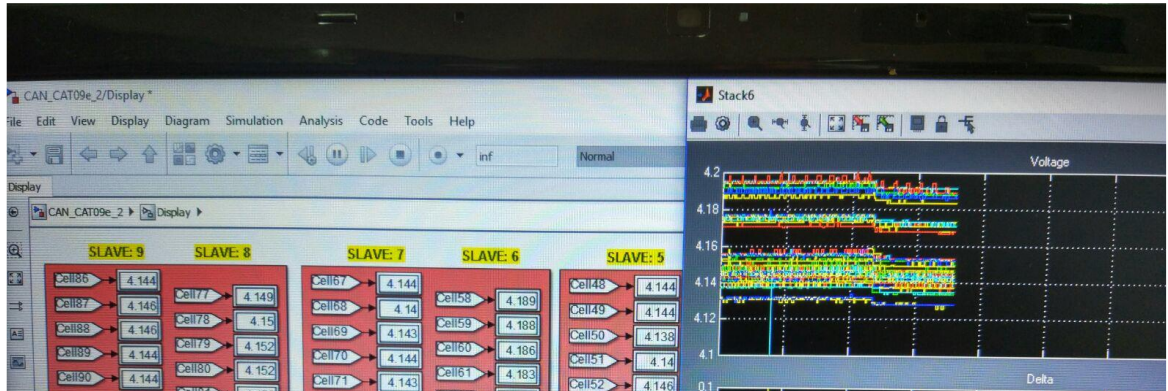 CAN_CAT09e_2/Display *
File Edit View Display Diagram Simulation Analysis Code Tools Help
inf
Normal
Display
CAN_CAT09e_2 Display
SLAVE: 9
Cell86 4.144
Cell87 4.146
Cell88 4.146
Cell89 4.144
Cell90 4.144
SLAVE: 8
Cell77 4.149
Cell78 4.15
Cell79 4.152
Cell80 4.152
SLAVE: 7
Cell67 4.144
Cell68 4.14
Cell69 4.143
Cell70 4.144
Cell71 4.143
SLAVE: 6
Cell58 4.189
Cell59 4.188
Cell60 4.186
Cell61 4.183
SLAVE: 5
Cell48 4.144
Cell49 4.144
Cell50 4.138
Cell51 4.14
Cell52 4.146
Stack6
Voltage
4.2
4.18
4.16
4.14
4.12
4.1
Delta
0.1